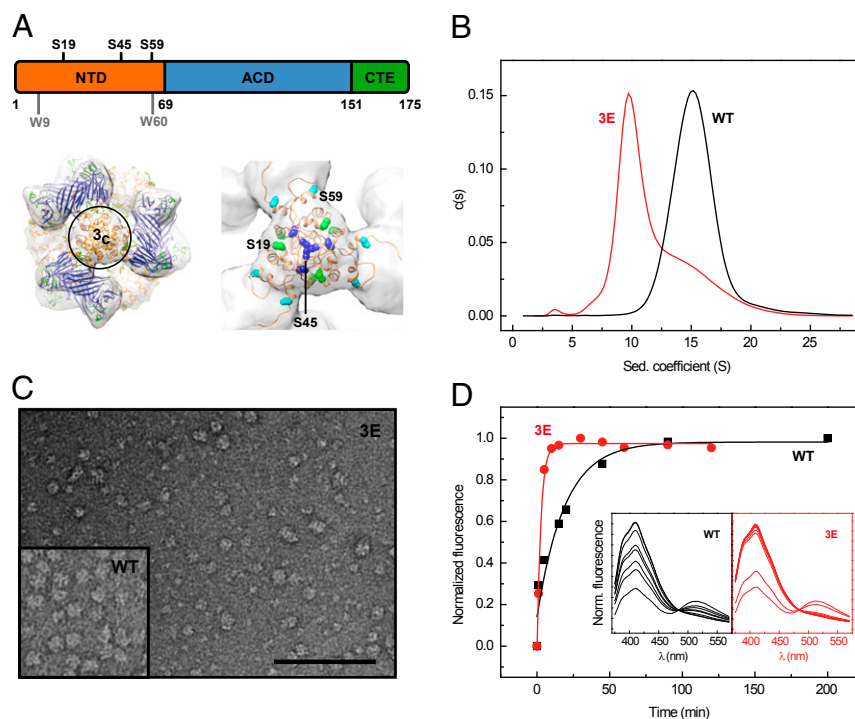 A
S19 S45 S59
NTD ACD CTE
1 69 151 175
W9 W60
3C
S59
S19
S45
B
3E WT
c(s)
0.15
0.10
0.05
0.00
0 5 10 15 20 25
Sed. coefficient (S)
C
3E
WT
D
3E
WT
Normalized fluorescence
1.0
0.8
0.6
0.4
0.2
0.0
0 50 100 150 200
Time (min)
WT 3E
Norm. fluorescence
400 450 500 550 400 450 500 550
λ (nm) λ (nm)